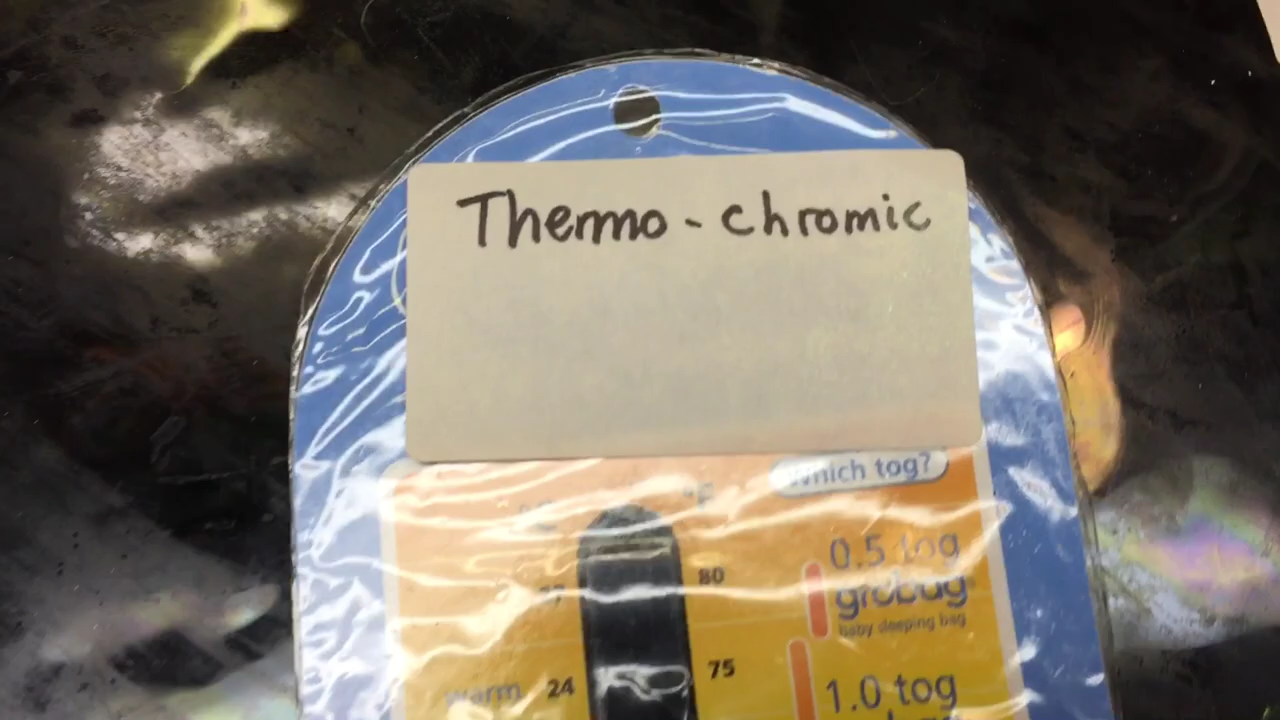 Thermo - chromic
Which tog?
°F
0.5 tog
80
grobag
baby sleeping bag
75
warm 24
1.0 tog